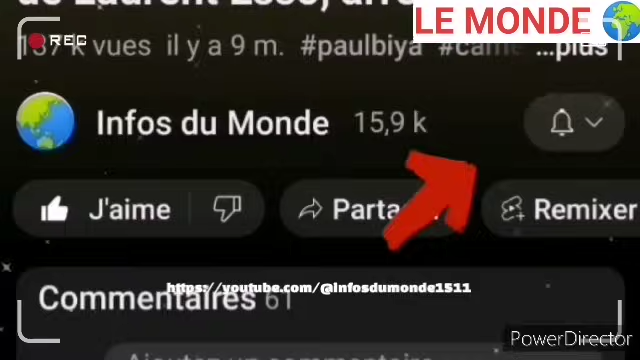 LE MONDE
REC
137 k vues il y a 9 m. #paulbiya ...plus
Infos du Monde 15,9 k
J'aime
Remixer
https://youtube.com/@infosdumonde1511
Commentaires 61
PowerDirector